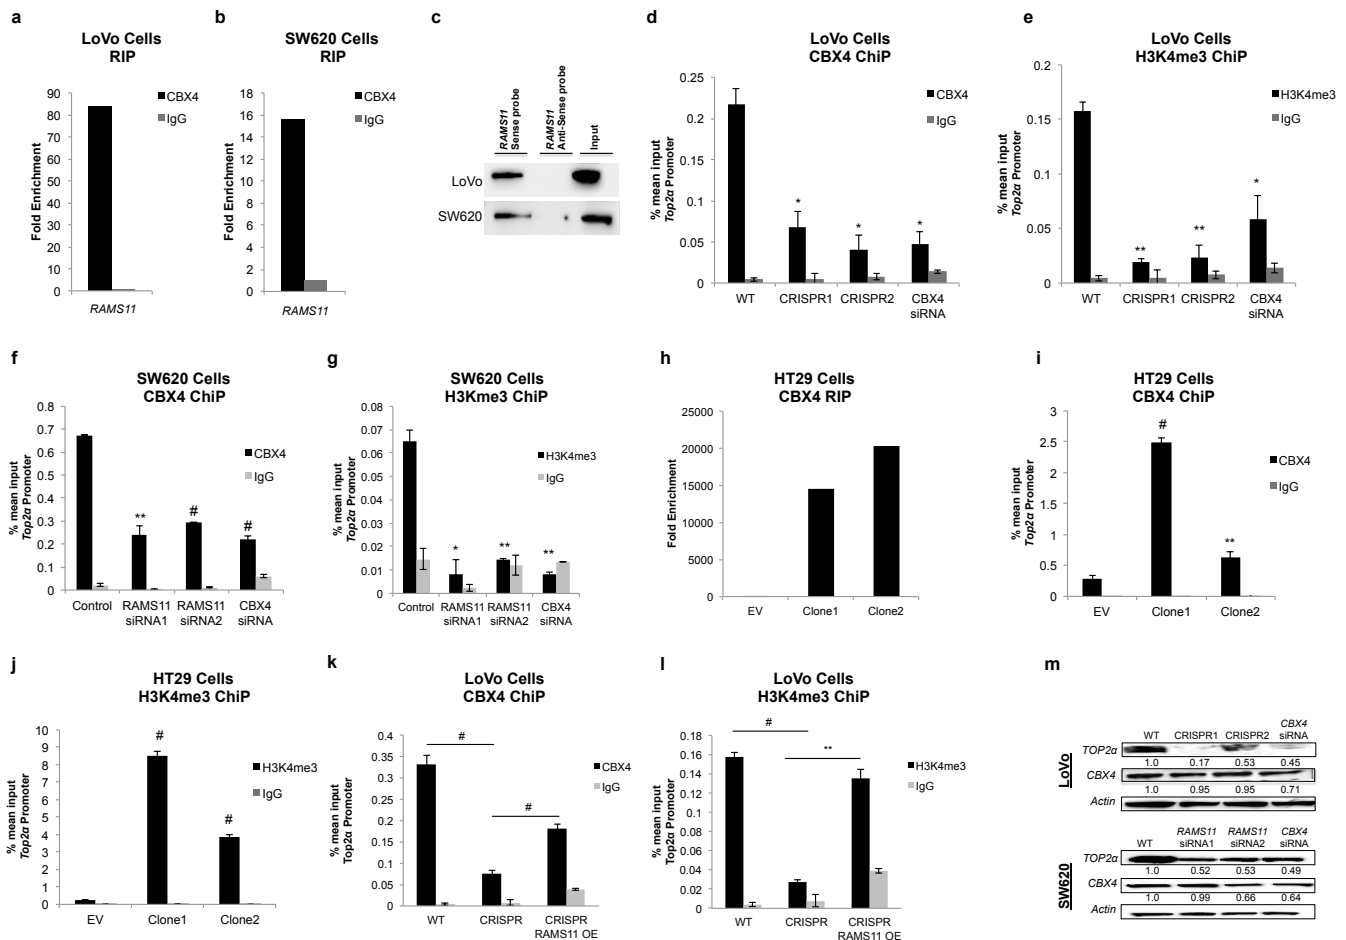 a
LoVo Cells
RIP
Fold Enrichment
90
80
70
60
50
40
30
20
10
0
CBX4
IgG
RAMS11
b
SW620 Cells
RIP
Fold Enrichment
18
16
14
12
10
8
6
4
2
0
CBX4
IgG
RAMS11
c
RAMS11
Sense probe
RAMS11
Anti-Sense probe
Input
LoVo
SW620
d
LoVo Cells
CBX4 ChiP
% mean input
Top2α Promoter
0.25
0.2
0.15
0.1
0.05
0
CBX4
IgG
*
*
*
WT
CRISPR1
CRISPR2
CBX4
siRNA
e
LoVo Cells
H3K4me3 ChiP
% mean input
Top2α Promoter
0.2
0.15
0.1
0.05
0
H3K4me3
IgG
**
**
*
WT
CRISPR1
CRISPR2
CBX4
siRNA
f
SW620 Cells
CBX4 ChiP
% mean input
Top2α Promoter
0.8
0.7
0.6
0.5
0.4
0.3
0.2
0.1
0
CBX4
IgG
**
#
#
Control
RAMS11
siRNA1
RAMS11
siRNA2
CBX4
siRNA
g
SW620 Cells
H3Kme3 ChiP
% mean input
Top2α Promoter
0.08
0.07
0.06
0.05
0.04
0.03
0.02
0.01
0
H3K4me3
IgG
*
**
**
Control
RAMS11
siRNA1
RAMS11
siRNA2
CBX4
siRNA
h
HT29 Cells
CBX4 RIP
Fold Enrichment
25000
20000
15000
10000
5000
0
EV
Clone1
Clone2
i
HT29 Cells
CBX4 ChiP
% mean input
Top2α Promoter
3
2.5
2
1.5
1
0.5
0
CBX4
IgG
#
**
EV
Clone1
Clone2
j
HT29 Cells
H3K4me3 ChiP
% mean input
Top2α Promoter
10
9
8
7
6
5
4
3
2
1
0
H3K4me3
IgG
#
#
EV
Clone1
Clone2
k
LoVo Cells
CBX4 ChiP
% mean input
Top2α Promoter
0.4
0.35
0.3
0.25
0.2
0.15
0.1
0.05
0
CBX4
IgG
#
#
WT
CRISPR
CRISPR
RAMS11 OE
l
LoVo Cells
H3K4me3 ChiP
% mean input
Top2α Promoter
0.18
0.16
0.14
0.12
0.1
0.08
0.06
0.04
0.02
0
H3K4me3
IgG
#
**
WT
CRISPR
CRISPR
RAMS11 OE
m
LoVo
WT CRISPR1 CRISPR2 CBX4
siRNA
TOP2α
1.0 0.17 0.53 0.45
CBX4
1.0 0.95 0.95 0.71
Actin
SW620
WT RAMS11
siRNA1 RAMS11
siRNA2 CBX4
siRNA
TOP2α
1.0 0.52 0.53 0.49
CBX4
1.0 0.99 0.66 0.64
Actin